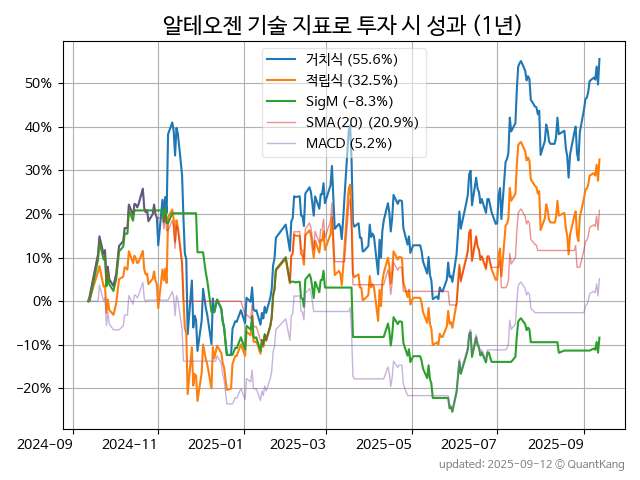 알테오젠 기술 지표로 투자 시 성과 (1년)
거치식 (55.6%)
적립식 (32.5%)
SigM (−8.3%)
SMA(20) (20.9%)
MACD (5.2%)
50%
40%
30%
20%
10%
0%
−10%
−20%
2024-09 2024-11 2025-01 2025-03 2025-05 2025-07 2025-09
updated: 2025-09-12 © QuantKang